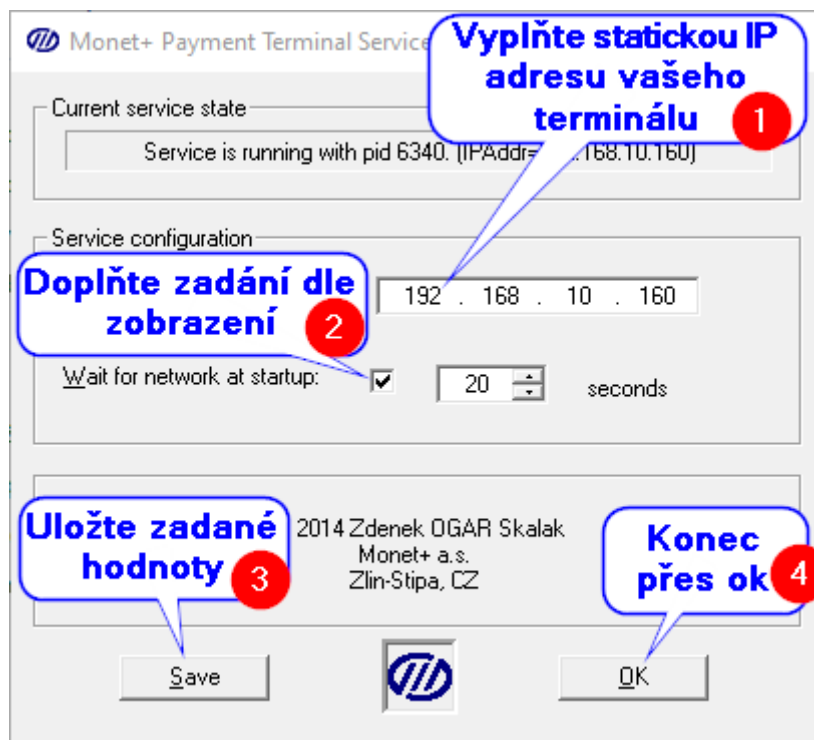 Monet+ Payment Terminal Service
Vyplňte statickou IP
adresu vašeho
terminálu
1
Current service state
Service is running with pid 6340. (IPAddr= .168.10.160)
Service configuration
192 . 168 . 10 . 160
Doplňte zadání dle
zobrazení
2
Wait for network at startup:
20
seconds
2014 Zdenek OGAR Skalak
Monet+ a.s.
Zlin-Stipa, CZ
Uložte zadané
hodnoty
3
Konec
přes ok
4
Save
OK